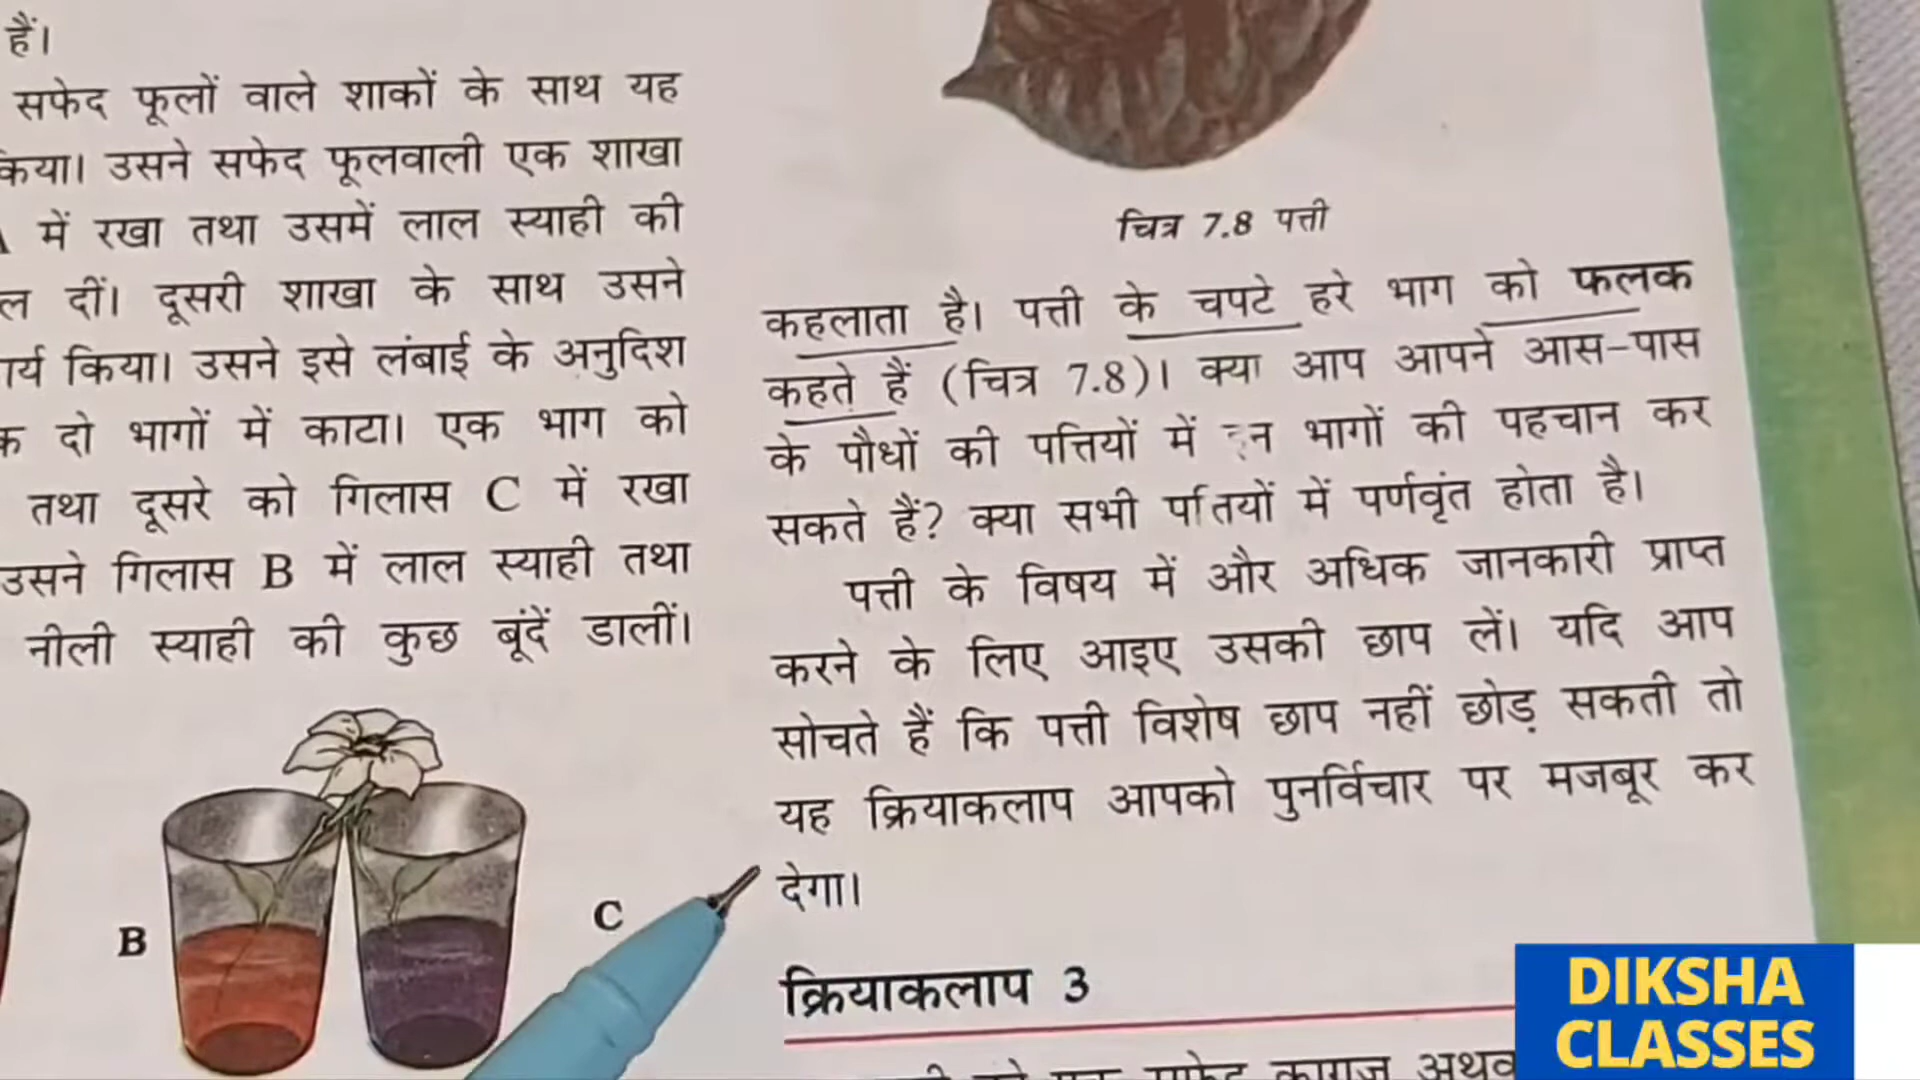 हैं।
सफेद फूलों वाले शाकों के साथ यह
किया। उसने सफेद फूलवाली एक शाखा
में रखा तथा उसमें लाल स्याही की
दीं। दूसरी शाखा के साथ उसने
किया। उसने इसे लंबाई के अनुदिश
दो भागों में काटा। एक भाग को
तथा दूसरे को गिलास C में रखा
उसने गिलास B में लाल स्याही तथा
नीली स्याही की कुछ बूंदें डालीं।
B
C
चित्र 7.8 पत्ती
कहलाता है। पत्ती के चपटे हरे भाग को फलक
कहते हैं (चित्र 7.8)। क्या आप आपने आस-पास
के पौधों की पत्तियों में भागों की पहचान कर
सकते हैं? क्या सभी में पर्णवृंत होता है।
पत्ती के विषय में और अधिक जानकारी प्राप्त
करने के लिए आइए उसकी छाप लें। यदि आप
सोचते हैं कि पत्ती विशेष छाप नहीं छोड़ सकती तो
यह क्रियाकलाप आपको पुनर्विचार पर मजबूर कर
देगा।
क्रियाकलाप 3
DIKSHA
CLASSES